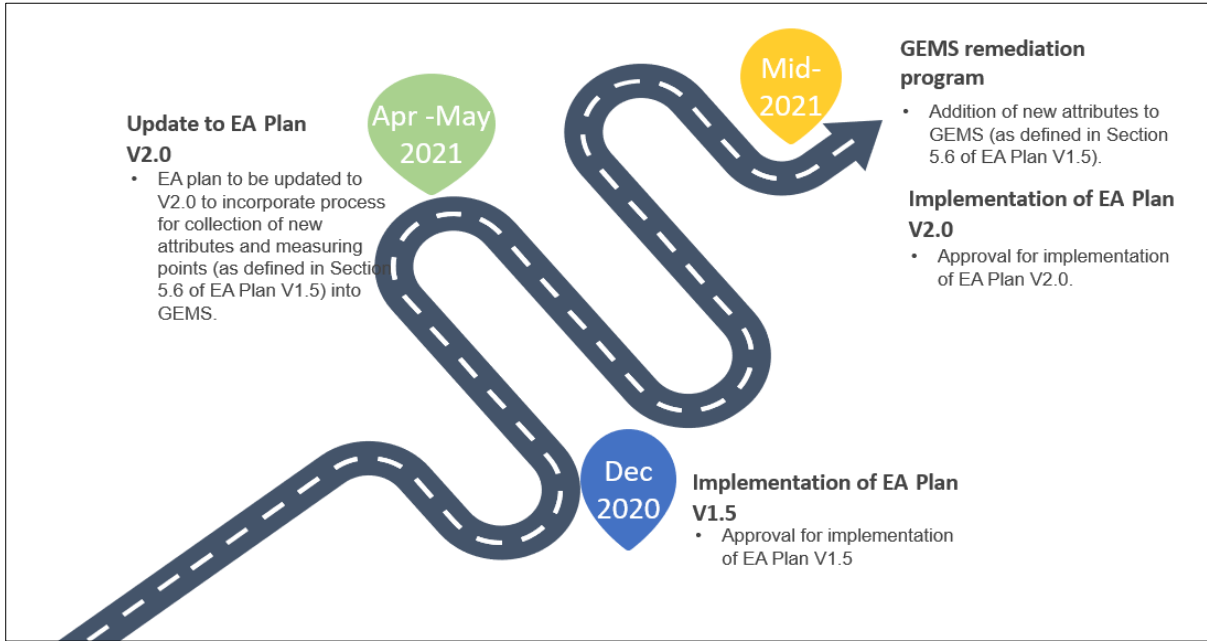 Update to EA Plan
V2.0
• EA plan to be updated to
V2.0 to incorporate process
for collection of new
attributes and measuring
points (as defined in Section
5.6 of EA Plan V1.5) into
GEMS.
Apr -May
2021
Mid-
2021
GEMS remediation
program
• Addition of new attributes to
GEMS (as defined in Section
5.6 of EA Plan V1.5).
Implementation of EA Plan
V2.0
• Approval for implementation
of EA Plan V2.0.
Dec
2020
Implementation of EA Plan
V1.5
• Approval for implementation
of EA Plan V1.5